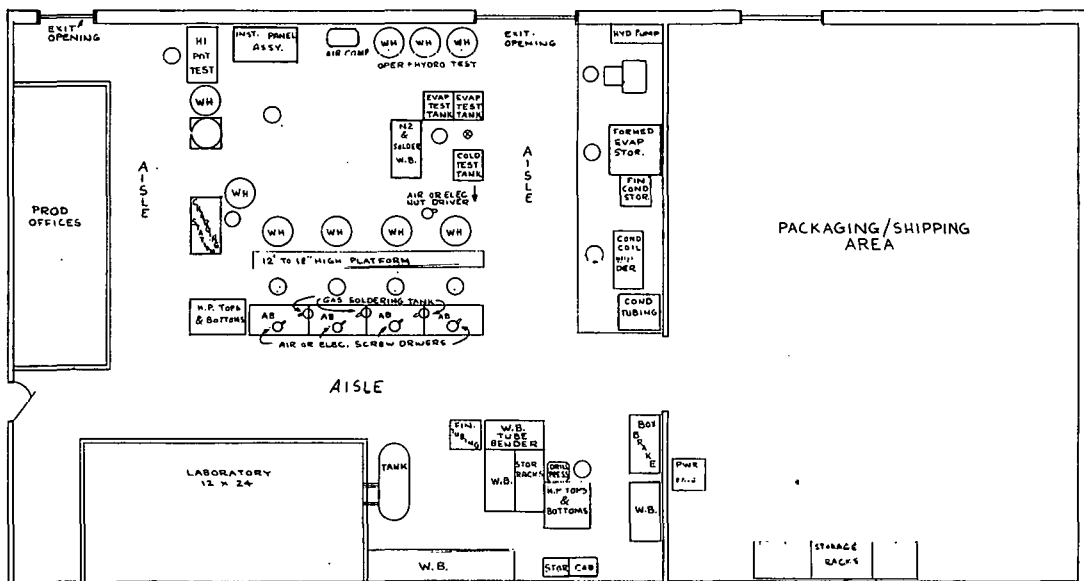 EXIT
OPENING
HI
POT
TEST
INST. PANEL
ASSY.
AIR COMP
WH
WH
WH
OPER + HYDRO TEST
EXIT.
OPENING
HYD PUMP
WH
EVAP
TEST
TANK
EVAP
TEST
TANK
N2
&
SOLDER
W.B.
COLD
TEST
TANK
FORMED
EVAP
STOR.
FIN
COND
STOR.
AISLE
AISLE
PROD
OFFICES
WH
CHARGING
AIR OR ELEC
NUT DRIVER
WH
WH
WH
WH
12" TO 18" HIGH PLATFORM
COND
COIL
WINDER
COND
TUBING
PACKAGING/SHIPPING
AREA
H.P. TOPS
& BOTTOMS
GAS SOLDERING TANK
AB
AB
AB
AB
AIR OR ELEC. SCREW DRIVERS
AISLE
FIN.
TUBING
W.B.
TUBE
BENDER
W.B.
STOR
RACKS
DRILL
PRESS
H.P. TOPS
&
BOTTOMS
BOX
BRAKE
W.B.
PWR
LABORATORY
12 x 24
TANK
W.B.
STOR CAB
STORAGE
RACKS